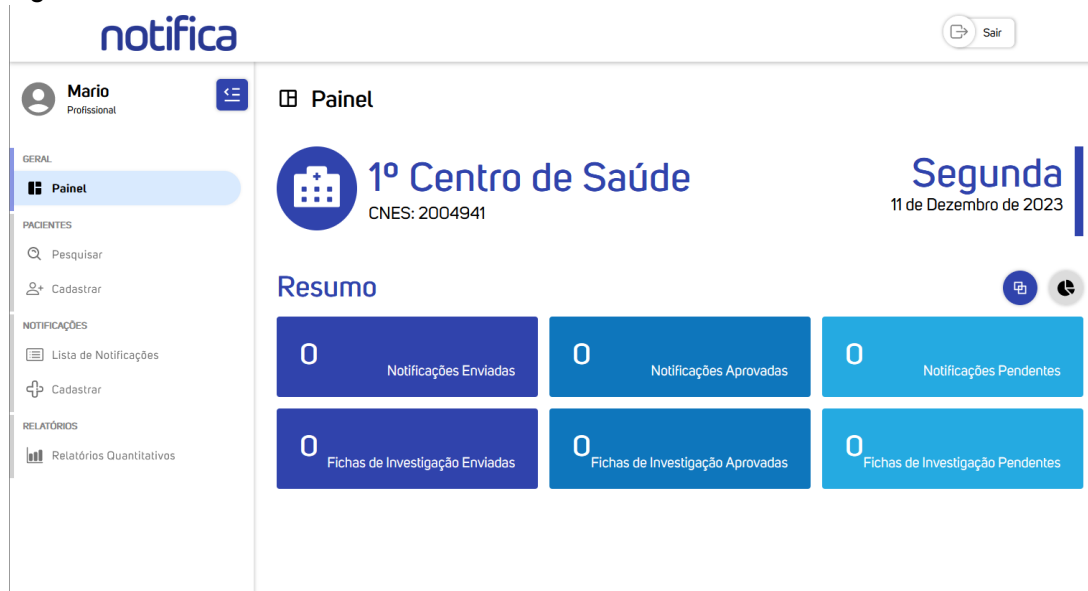 notifica
Sair
Mario
Profissional
GERAL
Painel
PACIENTES
Pesquisar
Cadastrar
NOTIFICAÇÕES
Lista de Notificações
Cadastrar
RELATÓRIOS
Relatórios Quantitativos
Painel
1º Centro de Saúde
CNES: 2004941
Segunda
11 de Dezembro de 2023
Resumo
0
Notificações Enviadas
0
Notificações Aprovadas
0
Notificações Pendentes
0
Fichas de Investigação Enviadas
0
Fichas de Investigação Aprovadas
0
Fichas de Investigação Pendentes